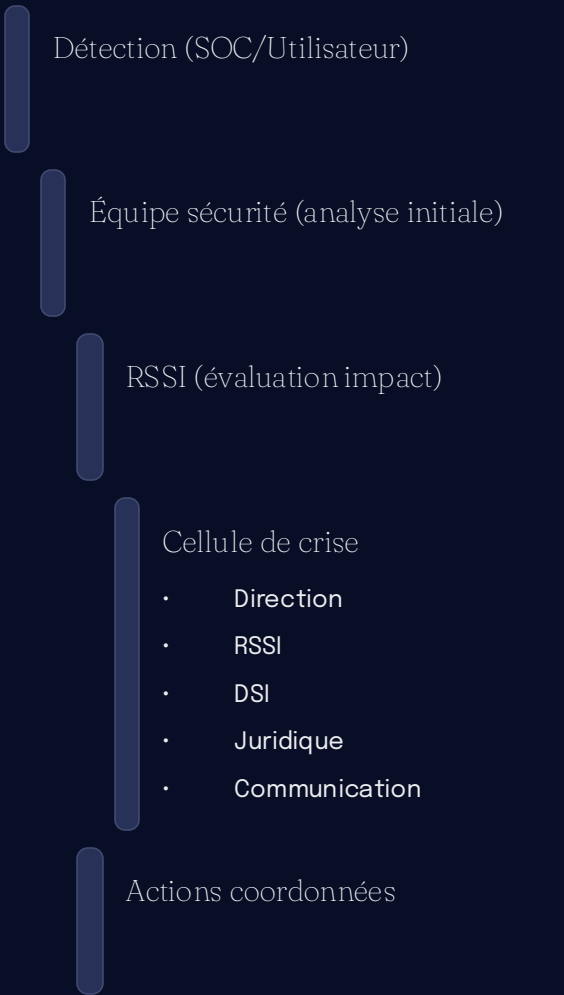 Détection (SOC/Utilisateur)
Équipe sécurité (analyse initiale)
RSSI (évaluation impact)
Cellule de crise
• Direction
• RSSI
• DSI
• Juridique
• Communication
Actions coordonnées